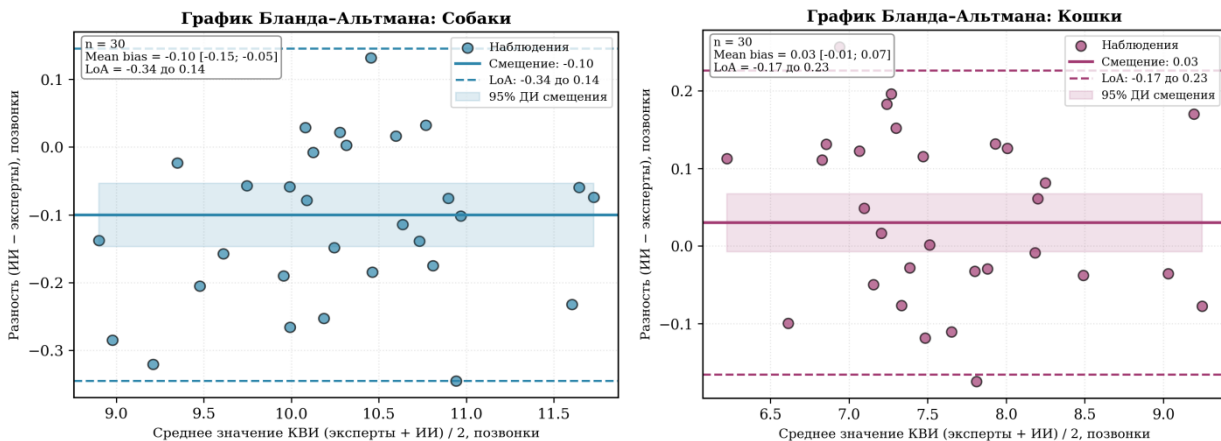 График Бланда–Альтмана: Собаки
n = 30
Mean bias = -0.10 [-0.15; -0.05]
LoA = -0.34 до 0.14
Наблюдения
Смещение: -0.10
LoA: -0.34 до 0.14
95% ДИ смещения
Разность (ИИ − эксперты), позвонки
0.1
0.0
−0.1
−0.2
−0.3
9.0 9.5 10.0 10.5 11.0 11.5
Среднее значение КВИ (эксперты + ИИ) / 2, позвонки
График Бланда–Альтмана: Кошки
n = 30
Mean bias = 0.03 [-0.01; 0.07]
LoA = -0.17 до 0.23
Наблюдения
Смещение: 0.03
LoA: -0.17 до 0.23
95% ДИ смещения
Разность (ИИ − эксперты), позвонки
0.2
0.1
0.0
−0.1
6.5 7.0 7.5 8.0 8.5 9.0
Среднее значение КВИ (эксперты + ИИ) / 2, позвонки